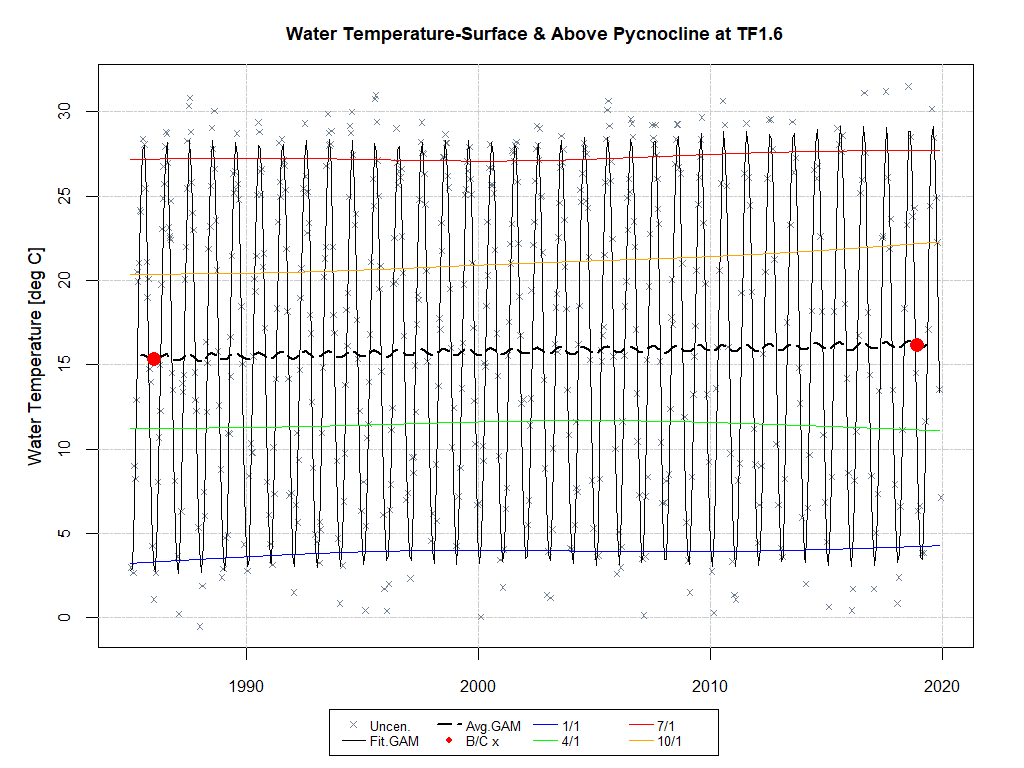 Water Temperature-Surface & Above Pycnocline at TF1.6
Water Temperature [deg C]
30
25
20
15
10
5
0
1990 2000 2010 2020
Uncen. Avg.GAM 1/1 7/1
Fit.GAM B/C x 4/1 10/1